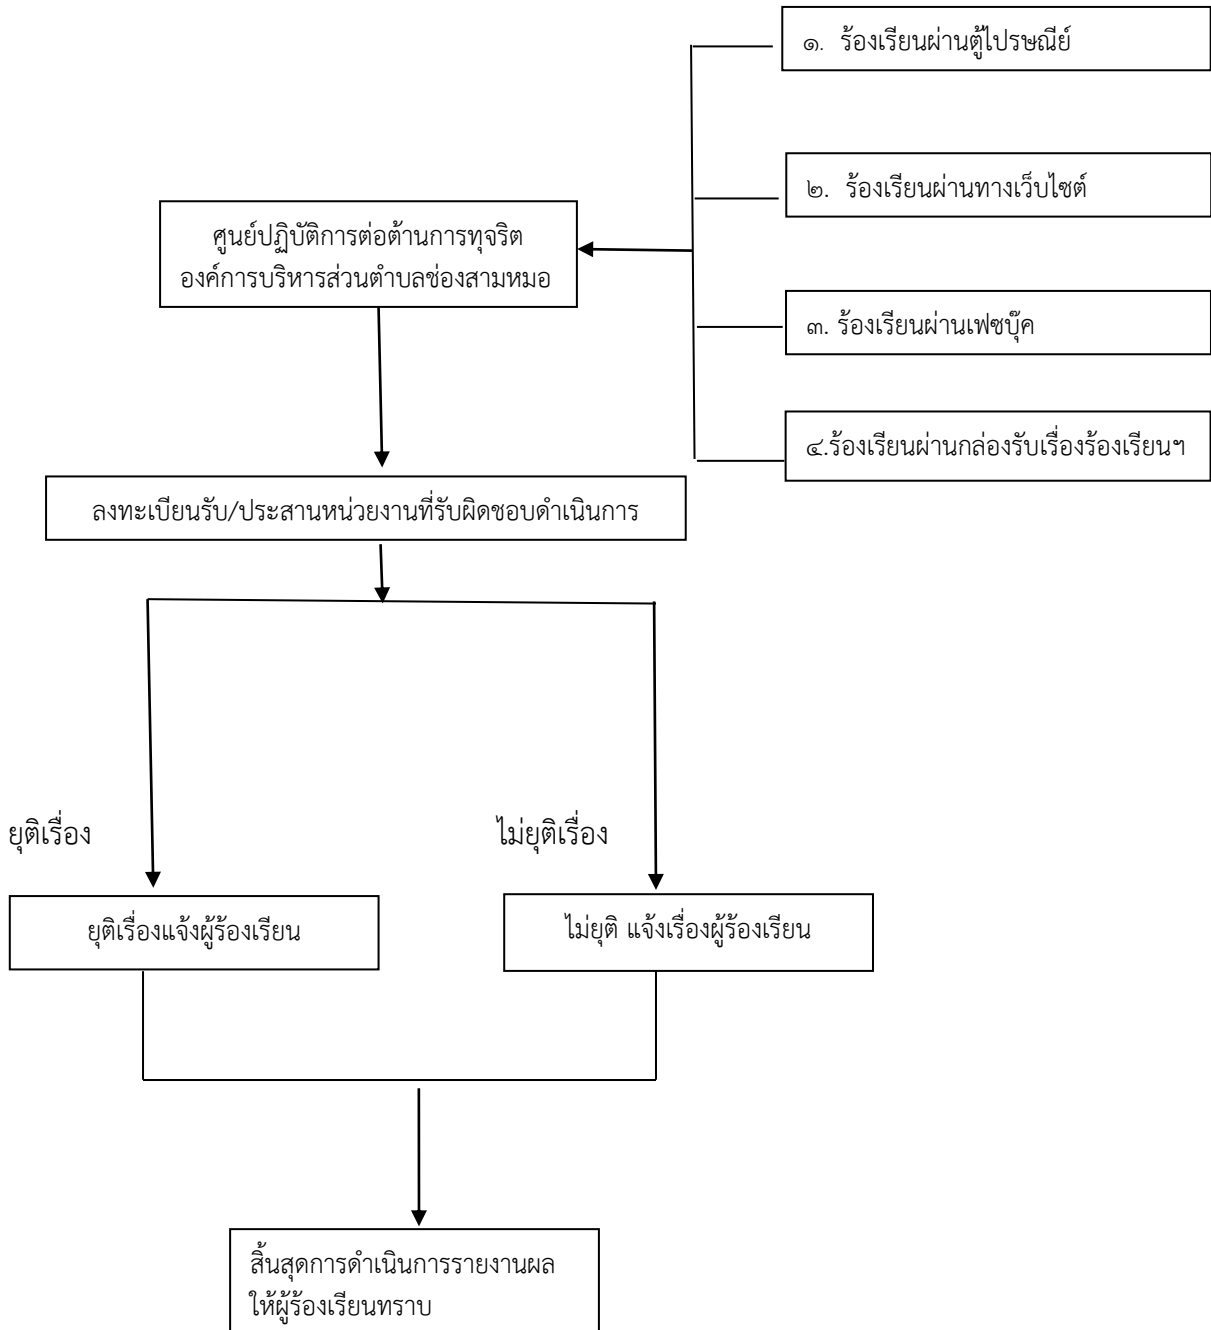 ๑. ร้องเรียนผ่านตู้ไปรษณีย์
๒. ร้องเรียนผ่านทางเว็บไซต์
ศูนย์ปฏิบัติการต่อต้านการทุจริต
องค์การบริหารส่วนตำบลช่องสามหมอ
๓. ร้องเรียนผ่านเฟซบุ๊ค
๔.ร้องเรียนผ่านกล่องรับเรื่องร้องเรียนฯ
ลงทะเบียนรับ/ประสานหน่วยงานที่รับผิดชอบดำเนินการ
ยุติเรื่อง
ไม่ยุติเรื่อง
ยุติเรื่องแจ้งผู้ร้องเรียน
ไม่ยุติ แจ้งเรื่องผู้ร้องเรียน
สิ้นสุดการดำเนินการรายงานผล
ให้ผู้ร้องเรียนทราบ